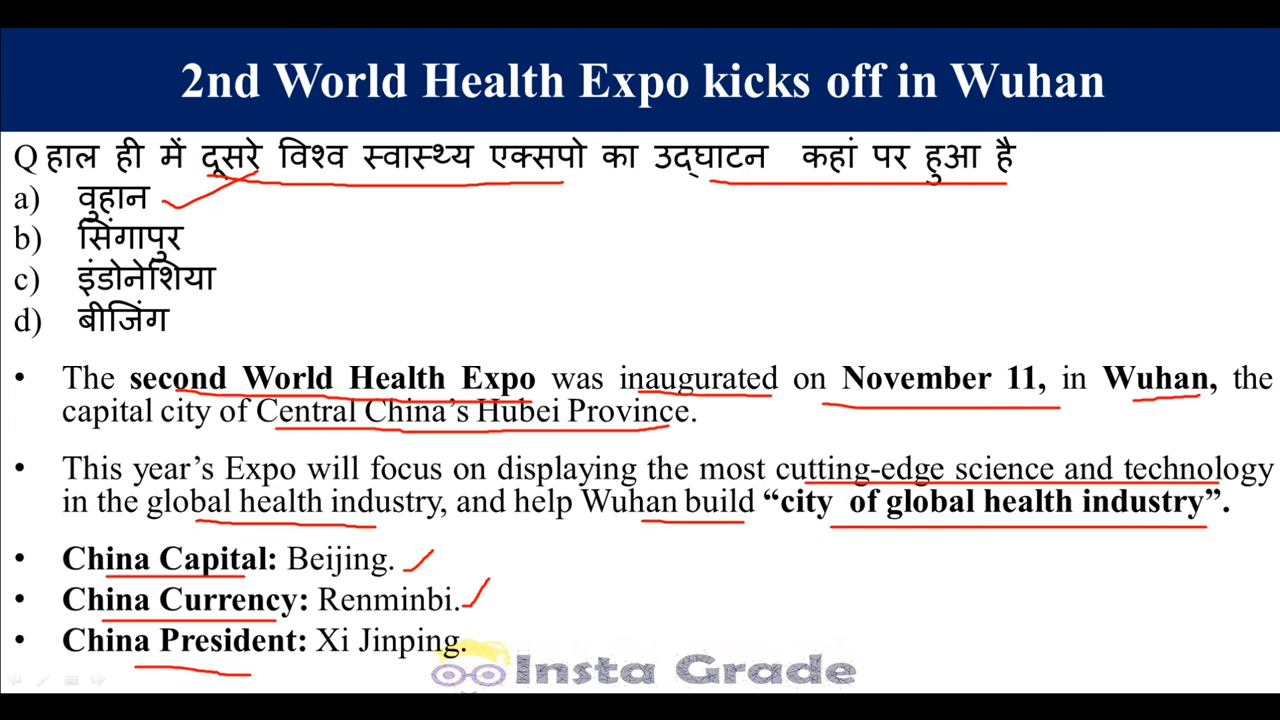 2nd World Health Expo kicks off in Wuhan
Q हाल ही में दूसरे विश्व स्वास्थ्य एक्सपो का उद्घाटन कहां पर हुआ है
a) वुहान
b) सिंगापुर
c) इंडोनेशिया
d) बीजिंग
• The second World Health Expo was inaugurated on November 11, in Wuhan, the
capital city of Central China’s Hubei Province.
• This year’s Expo will focus on displaying the most cutting-edge science and technology
in the global health industry, and help Wuhan build “city of global health industry”.
• China Capital: Beijing.
• China Currency: Renminbi.
• China President: Xi Jinping.
Insta Grade